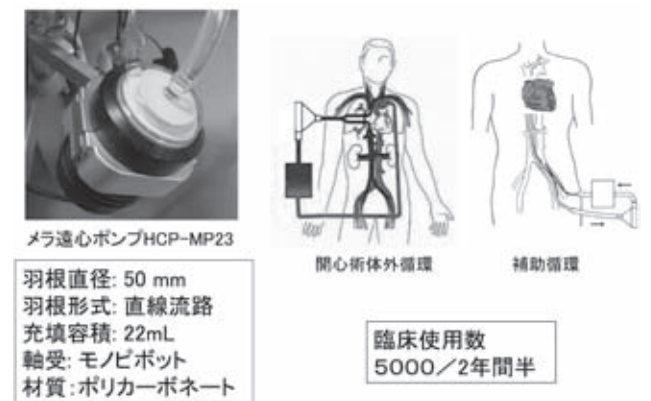 メラ遠心ポンプHCP-MP23
開心術体外循環
補助循環
羽根直径: 50 mm
羽根形式: 直線流路
充填容積: 22mL
軸受: モノピボット
材質:ポリカーボネート
臨床使用数
5000/2年間半